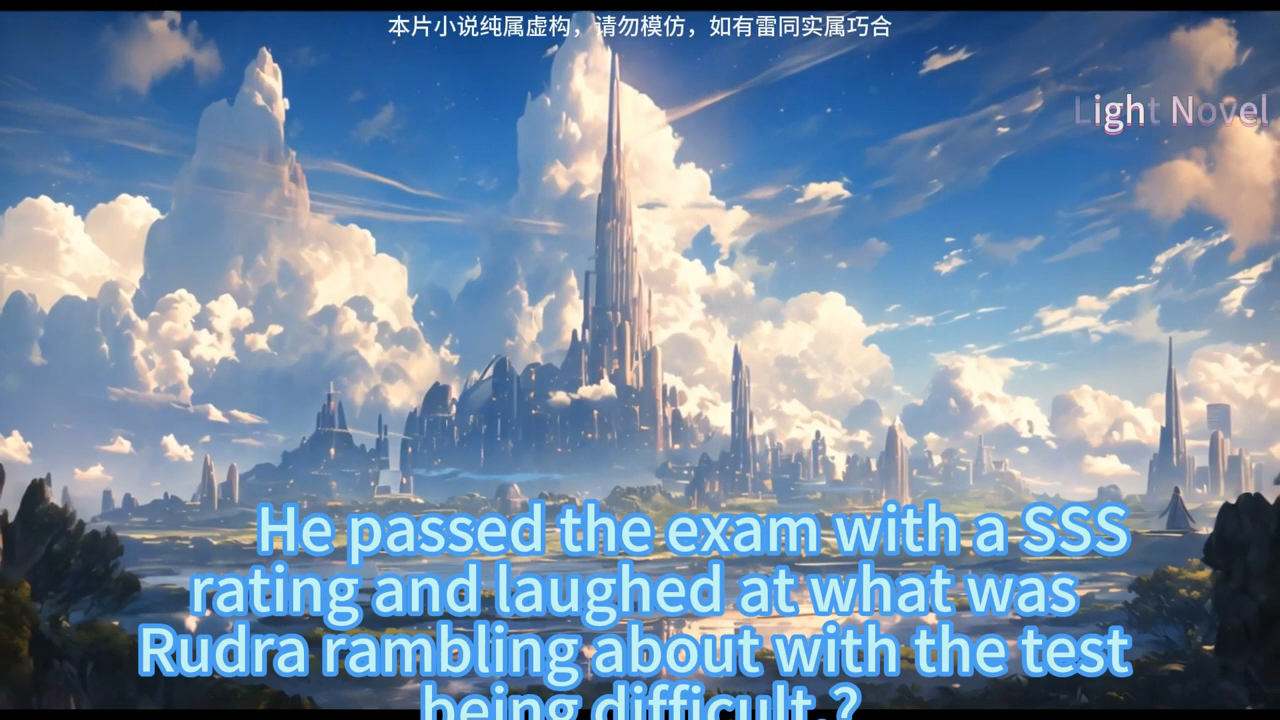 本片小说纯属虚构，请勿模仿，如有雷同实属巧合
Light Novel
He passed the exam with a SSS
rating and laughed at what was
Rudra rambling about with the test
being difficult.?